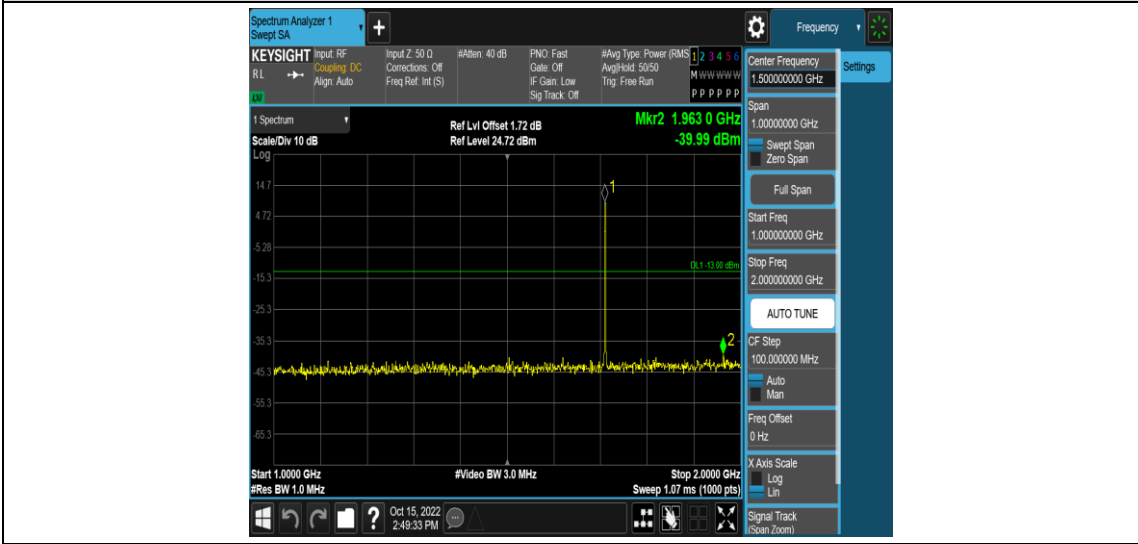 Spectrum Analyzer 1
Swept SA
+
Frequency
KEYSIGHT
RL
Input: RF
Coupling: DC
Align: Auto
Input Z: 50 Ω
Corrections: Off
Freq Ref: Int (S)
#Atten: 40 dB
PNO: Fast
Gate: Off
IF Gain: Low
Sig Track: Off
#Avg Type: Power (RMS
Avg|Hold: 50/50
Trig: Free Run
1 2 3 4 5 6
M W W W W W
P P P P P P
1 Spectrum
Scale/Div 10 dB
Log
Ref Lvl Offset 1.72 dB
Ref Level 24.72 dBm
Mkr2 1.963 0 GHz
-39.99 dBm
14.7
4.72
-5.28
-15.3
-25.3
-35.3
-45.3
-55.3
-65.3
1
DL1 -13.00 dBm
2
Start 1.0000 GHz
#Res BW 1.0 MHz
#Video BW 3.0 MHz
Stop 2.0000 GHz
Sweep 1.07 ms (1000 pts)
?
Oct 15, 2022
2:49:33 PM
Center Frequency
1.500000000 GHz
Settings
Span
1.00000000 GHz
Swept Span
Zero Span
Full Span
Start Freq
1.000000000 GHz
Stop Freq
2.000000000 GHz
AUTO TUNE
CF Step
100.000000 MHz
Auto
Man
Freq Offset
0 Hz
X Axis Scale
Log
Lin
Signal Track
(Span Zoom)